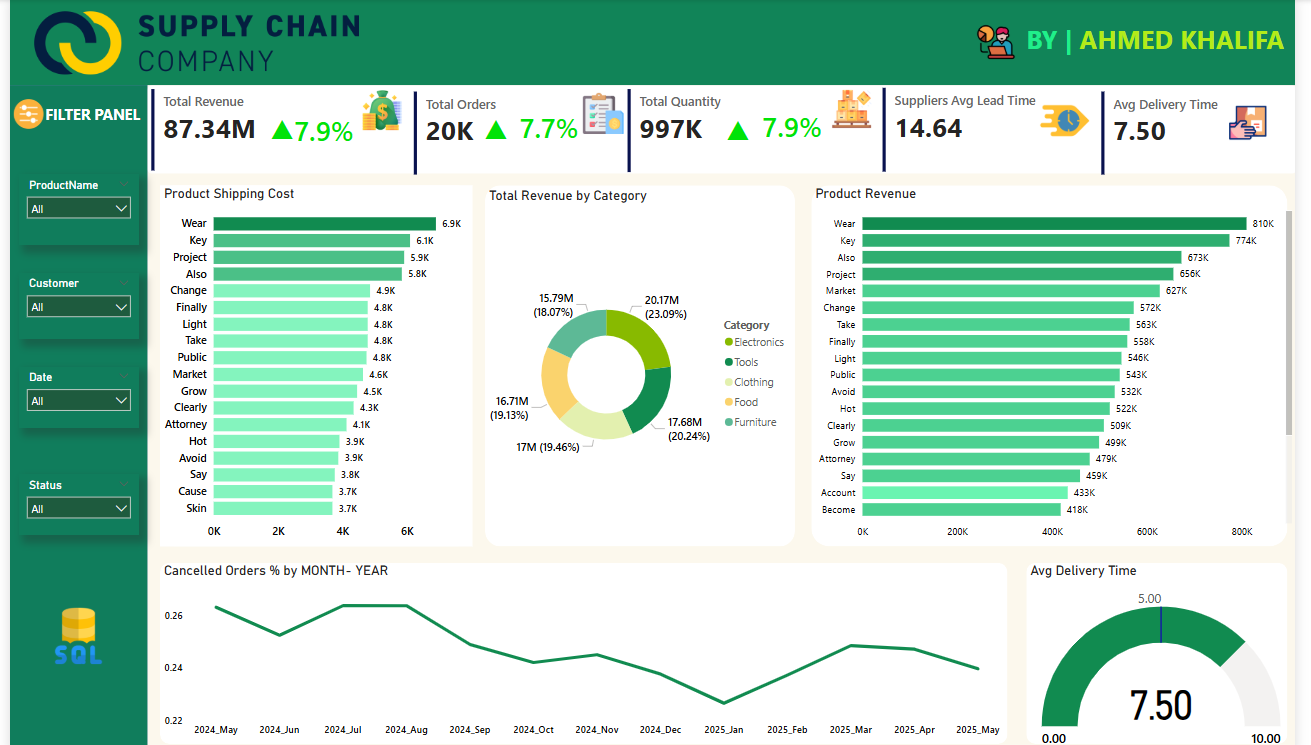 SUPPLY CHAIN
COMPANY
BY | AHMED KHALIFA
FILTER PANEL
ProductName
All
Customer
All
Date
All
Status
All
SQL
Total Revenue
87.34M 7.9%
Total Orders
20K 7.7%
Total Quantity
997K 7.9%
Suppliers Avg Lead Time
14.64
Avg Delivery Time
7.50
Product Shipping Cost
Wear 6.9K
Key 6.1K
Project 5.9K
Also 5.8K
Change 4.9K
Finally 4.8K
Light 4.8K
Take 4.8K
Public 4.8K
Market 4.6K
Grow 4.5K
Clearly 4.3K
Attorney 4.1K
Hot 3.9K
Avoid 3.9K
Say 3.8K
Cause 3.7K
Skin 3.7K
0K 2K 4K 6K
Total Revenue by Category
20.17M
(23.09%)
17.68M
(20.24%)
17M (19.46%)
16.71M
(19.13%)
15.79M
(18.07%)
Category
Electronics
Tools
Clothing
Food
Furniture
Product Revenue
Wear 810K
Key 774K
Also 673K
Project 656K
Market 627K
Change 572K
Take 563K
Finally 558K
Light 546K
Public 543K
Avoid 532K
Hot 522K
Clearly 509K
Grow 499K
Attorney 479K
Say 459K
Account 433K
Become 418K
0K 200K 400K 600K 800K
Cancelled Orders % by MONTH- YEAR
0.26
0.24
0.22
2024_May 2024_Jun 2024_Jul 2024_Aug 2024_Sep 2024_Oct 2024_Nov 2024_Dec 2025_Jan 2025_Feb 2025_Mar 2025_Apr 2025_May
Avg Delivery Time
5.00
7.50
0.00 10.00